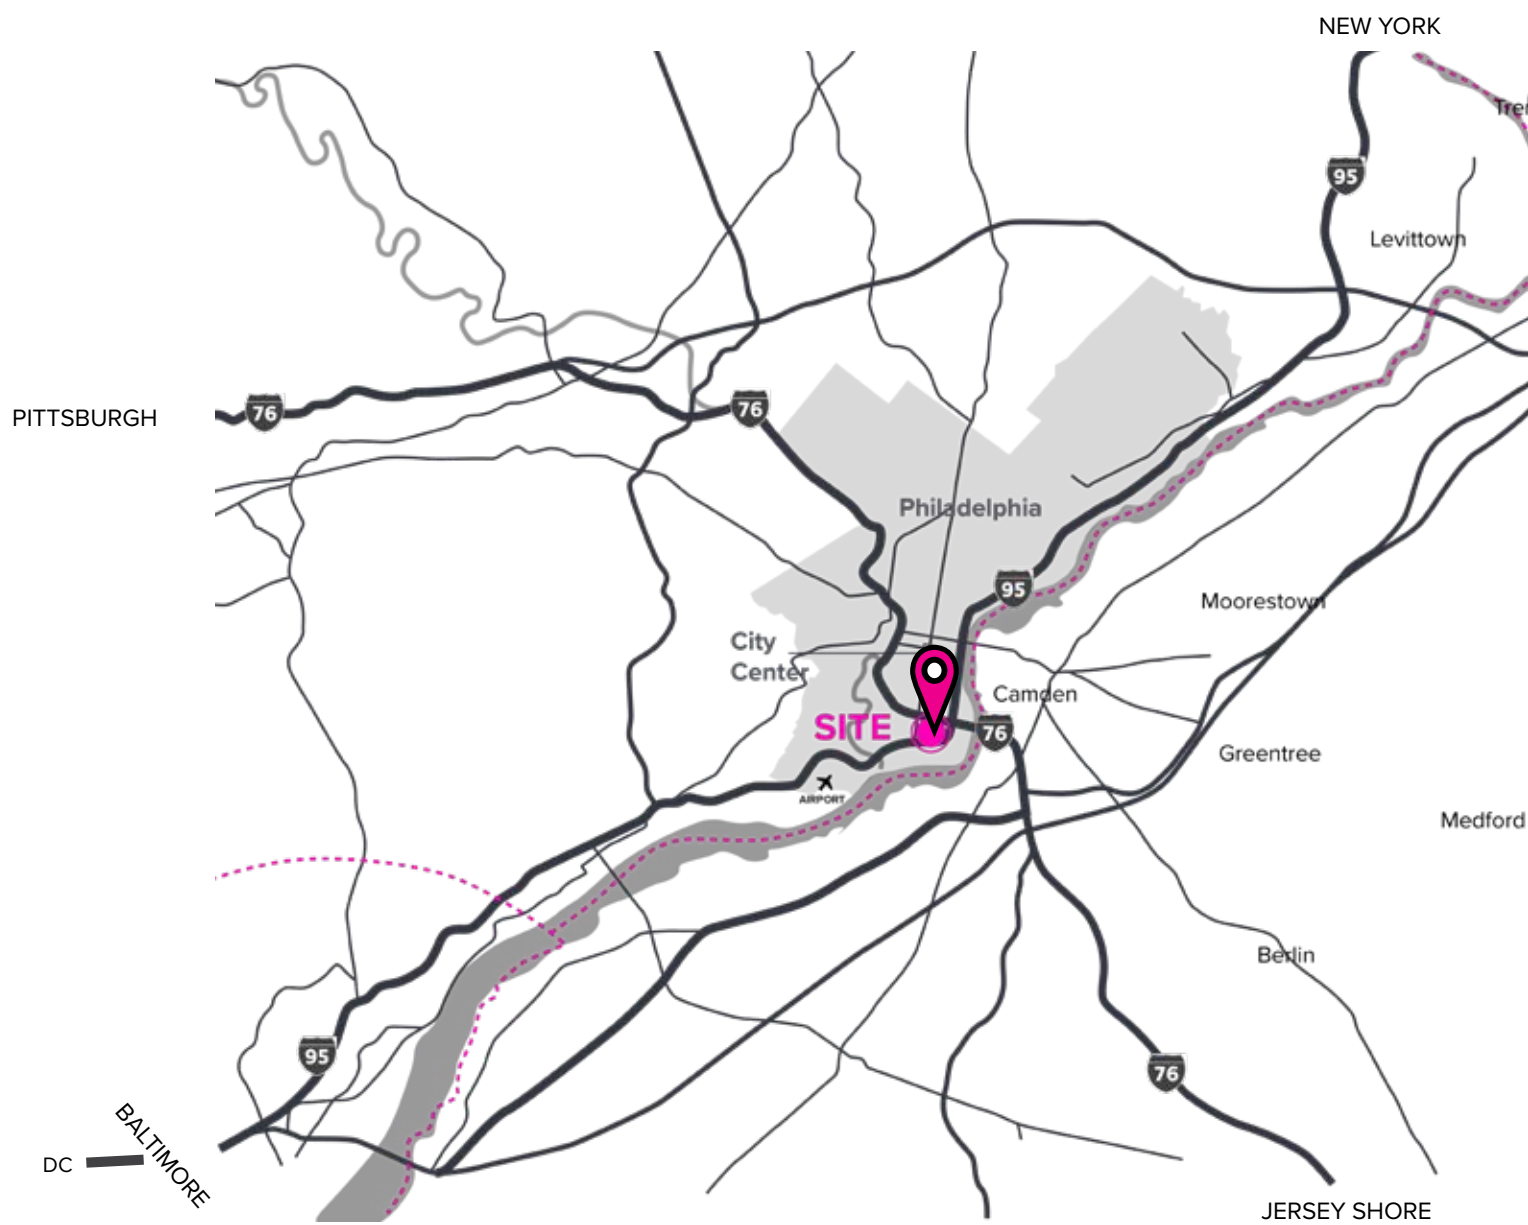 NEW YORK
Tren
95
Levittown
76
76
PITTSBURGH
Philadelphia
95
Moorestown
City
Center
Camden
SITE
76
Greentree
AIRPORT
Medford
Berlin
95
76
BALTIMORE
DC
JERSEY SHORE